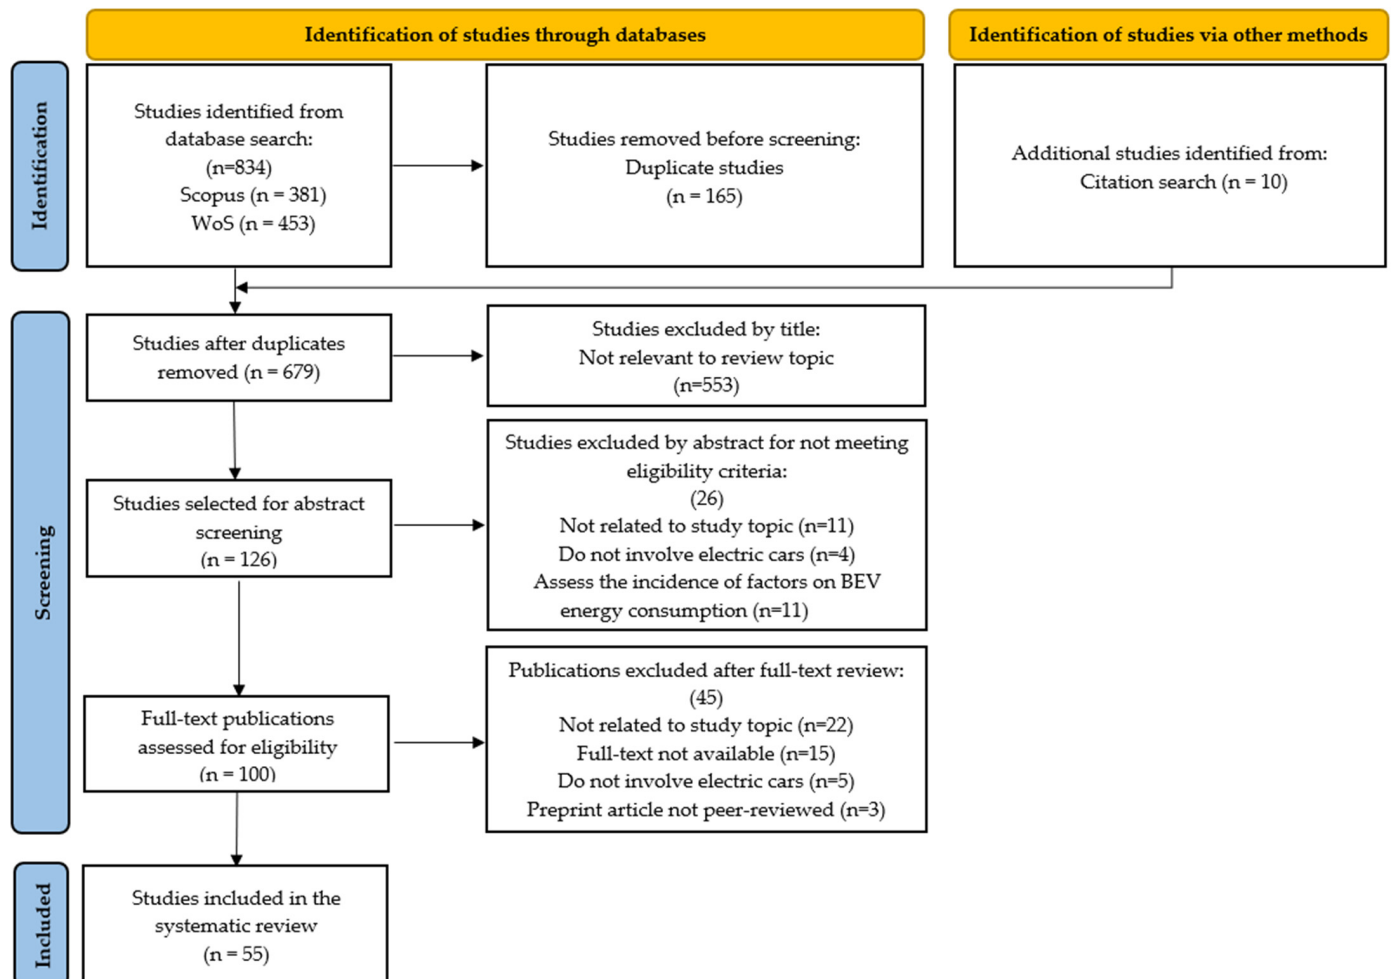 Identification of studies through databases
Identification of studies via other methods
Identification
Studies identified from
database search:
(n=834)
Scopus (n = 381)
WoS (n = 453)
Studies removed before screening:
Duplicate studies
(n = 165)
Additional studies identified from:
Citation search (n = 10)
Screening
Studies after duplicates
removed (n = 679)
Studies excluded by title:
Not relevant to review topic
(n=553)
Studies selected for abstract
screening
(n = 126)
Studies excluded by abstract for not meeting
eligibility criteria:
(26)
Not related to study topic (n=11)
Do not involve electric cars (n=4)
Assess the incidence of factors on BEV
energy consumption (n=11)
Full-text publications
assessed for eligibility
(n = 100)
Publications excluded after full-text review:
(45)
Not related to study topic (n=22)
Full-text not available (n=15)
Do not involve electric cars (n=5)
Preprint article not peer-reviewed (n=3)
Included
Studies included in the
systematic review
(n = 55)